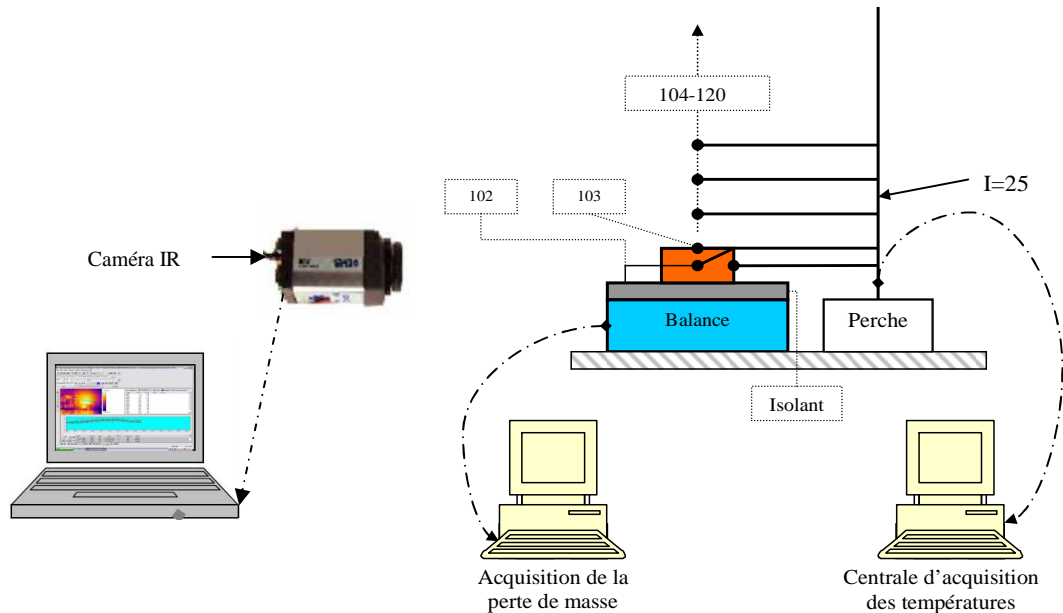 104-120
I=25
102
103
Caméra IR
Balance
Perche
Isolant
Acquisition de la
perte de masse
Centrale d’acquisition
des températures